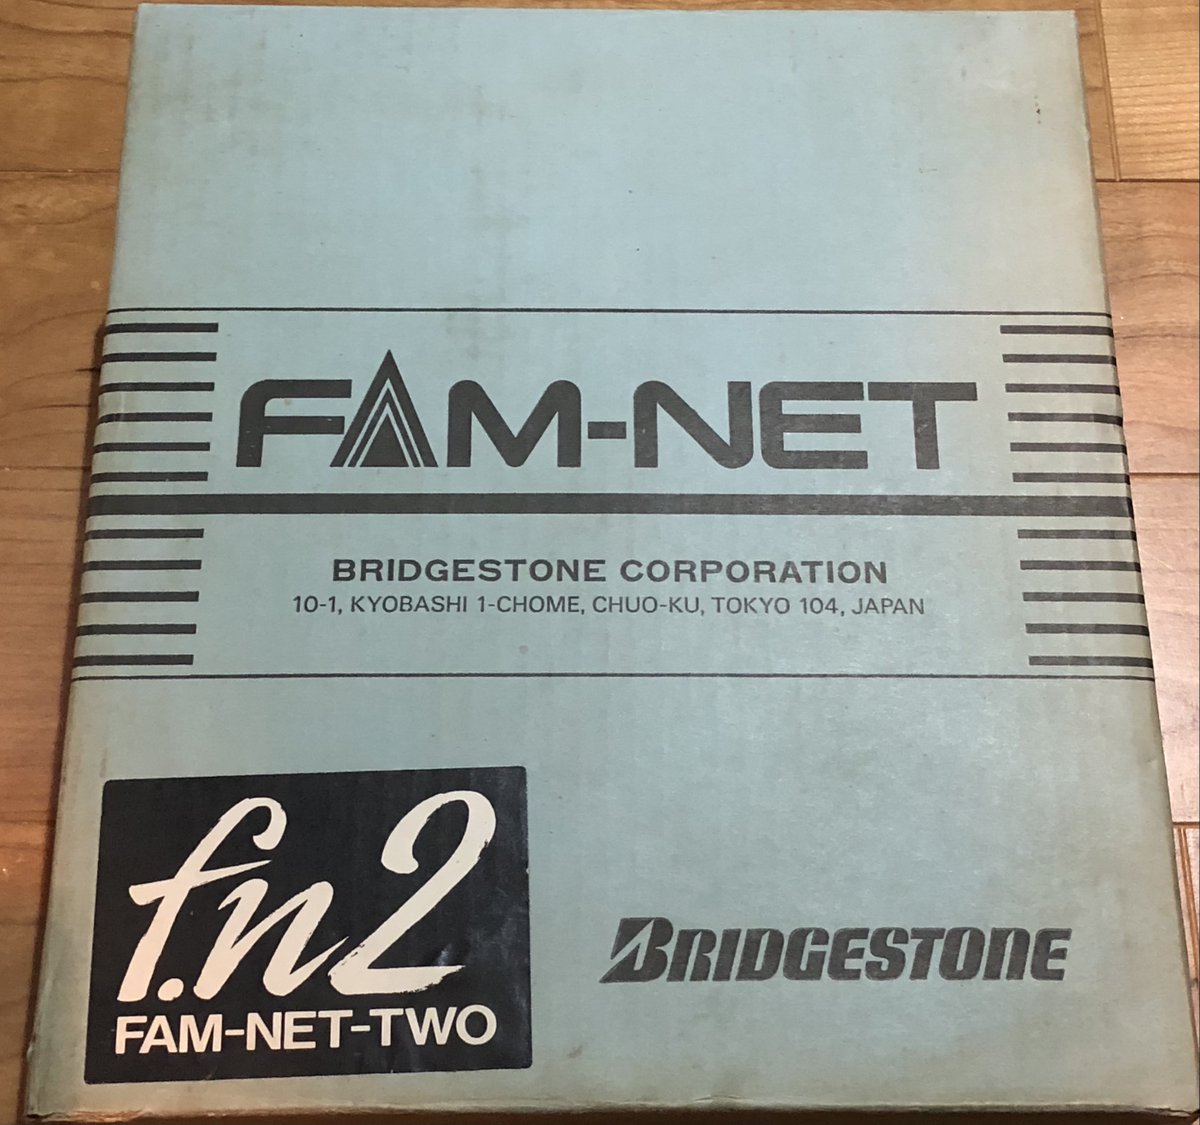 FAM-NET
BRIDGESTONE CORPORATION
10-1, KYOBASHI 1-CHOME, CHUO-KU, TOKYO 104, JAPAN
f.n2
FAM-NET-TWO
BRIDGESTONE